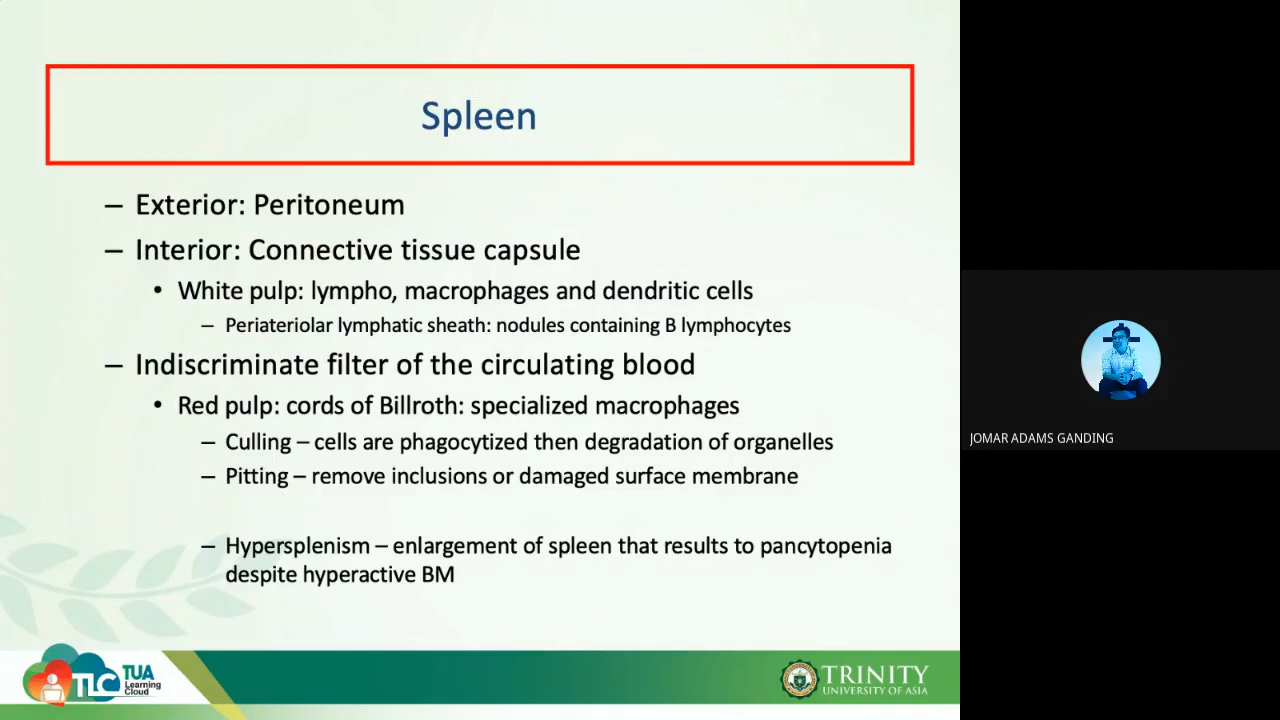 Spleen
– Exterior: Peritoneum
– Interior: Connective tissue capsule
• White pulp: lympho, macrophages and dendritic cells
– Periateriolar lymphatic sheath: nodules containing B lymphocytes
– Indiscriminate filter of the circulating blood
• Red pulp: cords of Billroth: specialized macrophages
– Culling – cells are phagocytized then degradation of organelles
– Pitting – remove inclusions or damaged surface membrane
– Hypersplenism – enlargement of spleen that results to pancytopenia
despite hyperactive BM
JOMAR ADAMS GANDING
TLC
TUA
Learning
Cloud
TRINITY
UNIVERSITY OF ASIA